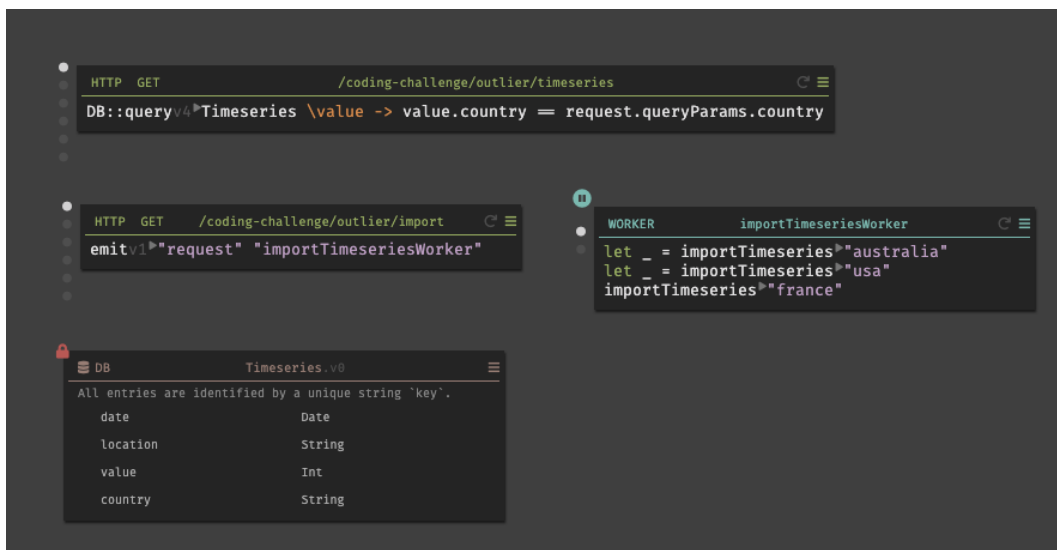 HTTP GET /coding-challenge/outlier/timeseries
DB::queryv4 Timeseries \value -> value.country == request.queryParams.country
HTTP GET /coding-challenge/outlier/import
emitv1 "request" "importTimeseriesWorker"
WORKER importTimeseriesWorker
let _ = importTimeseries "australia"
let _ = importTimeseries "usa"
importTimeseries "france"
DB Timeseries.v0
All entries are identified by a unique string `key`.
date Date
location String
value Int
country String